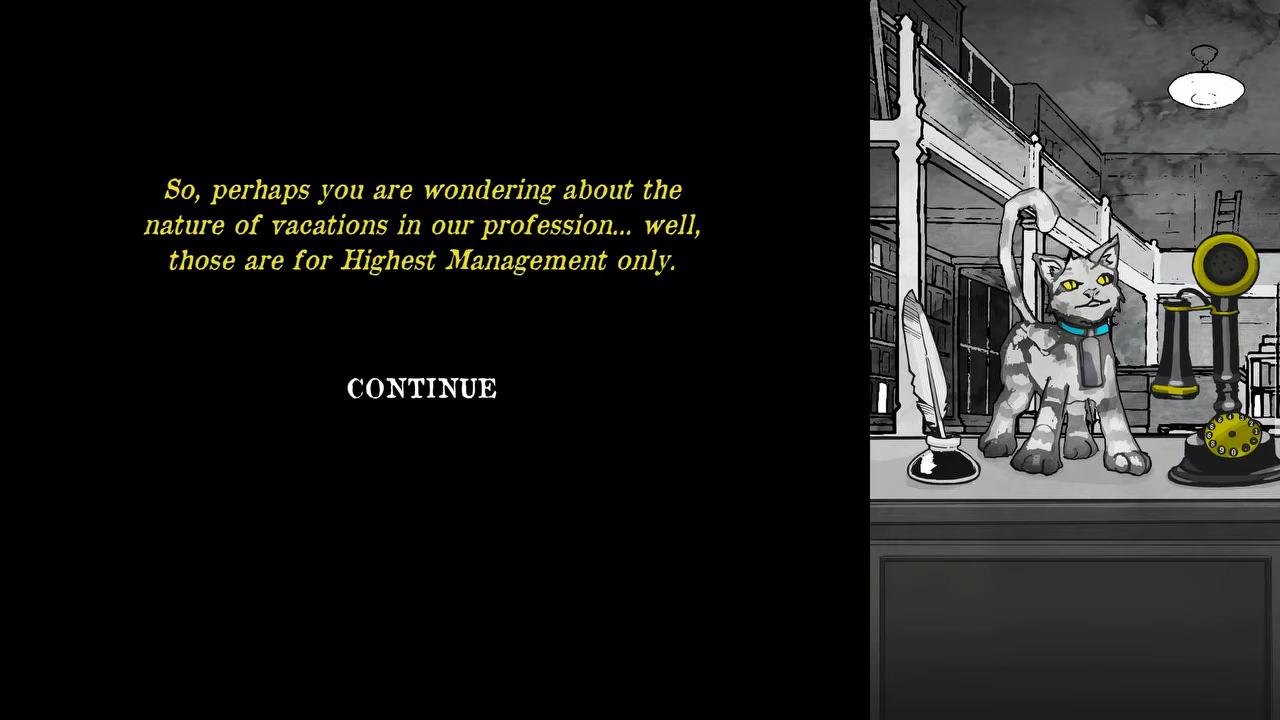 So, perhaps you are wondering about the
nature of vacations in our profession... well,
those are for Highest Management only.
CONTINUE